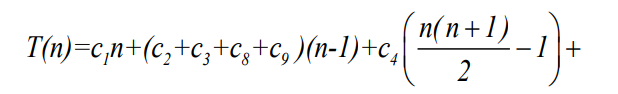 T(n)=c₁n+(c₂+c₃+c₈+c₉)(n-1)+c₄(n(n+1)/2-1)+